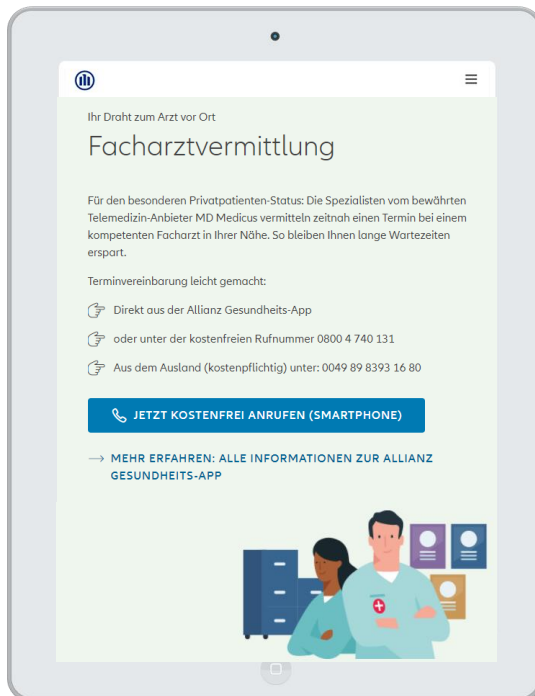 Ihr Draht zum Arzt vor Ort
Facharztvermittlung
Für den besonderen Privatpatienten-Status: Die Spezialisten vom bewährten
Telemedizin-Anbieter MD Medicus vermitteln zeitnah einen Termin bei einem
kompetenten Facharzt in Ihrer Nähe. So bleiben Ihnen lange Wartezeiten
erspart.
Terminvereinbarung leicht gemacht:
Direkt aus der Allianz Gesundheits-App
oder unter der kostenfreien Rufnummer 0800 4 740 131
Aus dem Ausland (kostenpflichtig) unter: 0049 89 8393 16 80
JETZT KOSTENFREI ANRUFEN (SMARTPHONE)
MEHR ERFAHREN: ALLE INFORMATIONEN ZUR ALLIANZ
GESUNDHEITS-APP